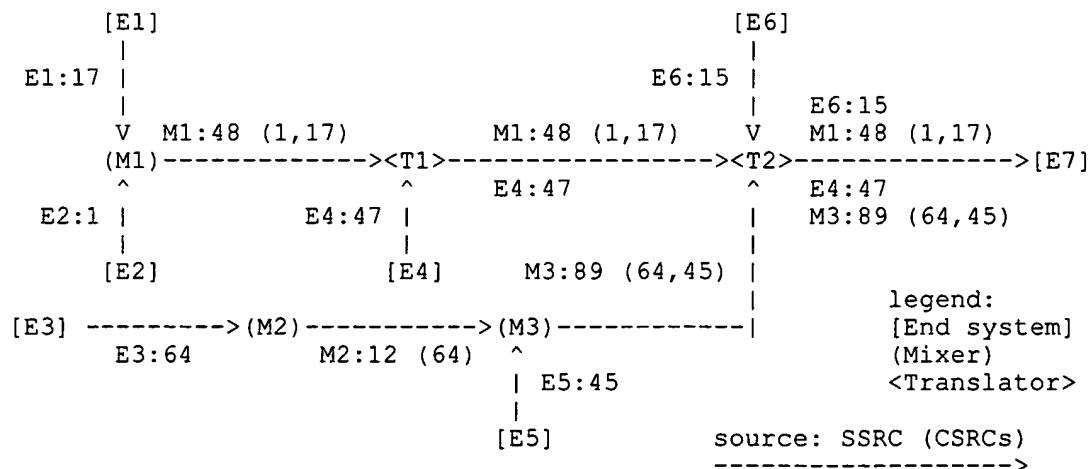 [E1] [E6]
| |
E1:17 | E6:15 |
| | E6:15
V M1:48 (1,17) M1:48 (1,17) V M1:48 (1,17)
(M1) -------------><T1>-----------------><T2>-------------->[E7]
^ ^ E4:47 ^ E4:47
E2:1 | E4:47 | | M3:89 (64,45)
| | |
[E2] [E4] M3:89 (64,45) |
| legend:
[E3] --------->(M2)----------->(M3)------------| [End system]
E3:64 M2:12 (64) ^ (Mixer)
| E5:45 <Translator>
|
[E5] source: SSRC (CSRCs)
------------------->